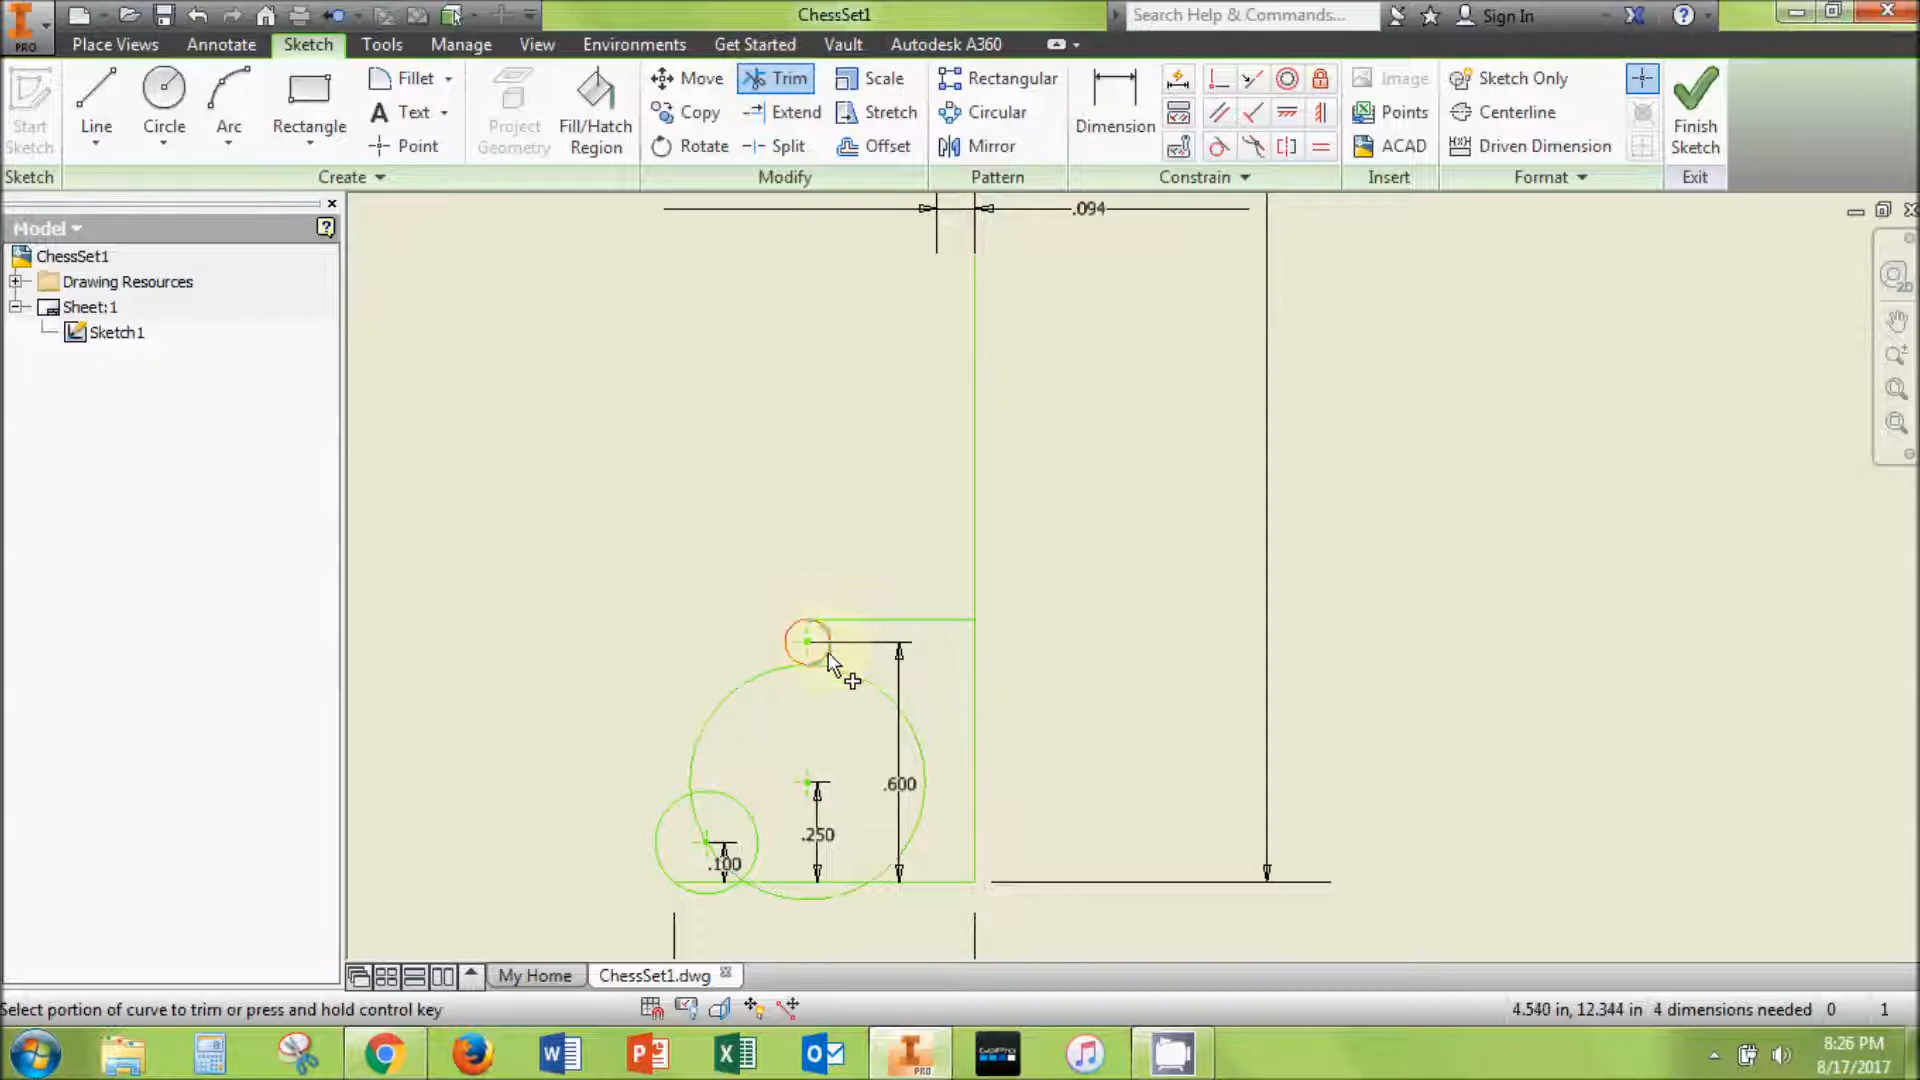 ChessSet1
Search Help & Commands...
Sign In
PRO
Place Views
Annotate
Sketch
Tools
Manage
View
Environments
Get Started
Vault
Autodesk A360
Start Sketch
Line
Circle
Arc
Rectangle
Fillet
Text
Point
Project Geometry
Fill/Hatch Region
Move
Copy
Rotate
Trim
Extend
Split
Scale
Stretch
Offset
Rectangular
Circular
Mirror
Dimension
Image
Points
ACAD
Sketch Only
Centerline
Driven Dimension
Finish Sketch
Sketch
Create
Modify
Pattern
Constrain
Insert
Format
Exit
Model
ChessSet1
Drawing Resources
Sheet:1
Sketch1
.094
.600
.250
.100
2D
My Home
ChessSet1.dwg
Select portion of curve to trim or press and hold control key
4.540 in, 12.344 in 4 dimensions needed 0 1
GoPro
PRO
8:26 PM
8/17/2017